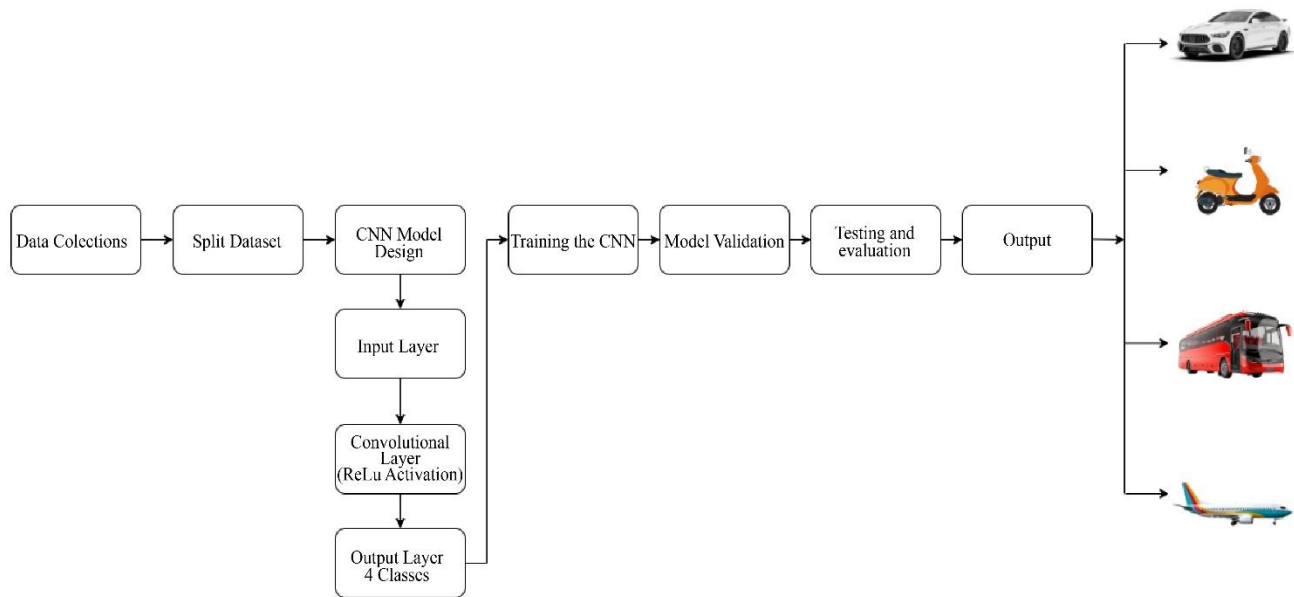 Data Colections
Split Dataset
CNN Model
Design
Input Layer
Convolutional
Layer
(ReLu Activation)
Output Layer
4 Classes
Training the CNN
Model Validation
Testing and
evaluation
Output